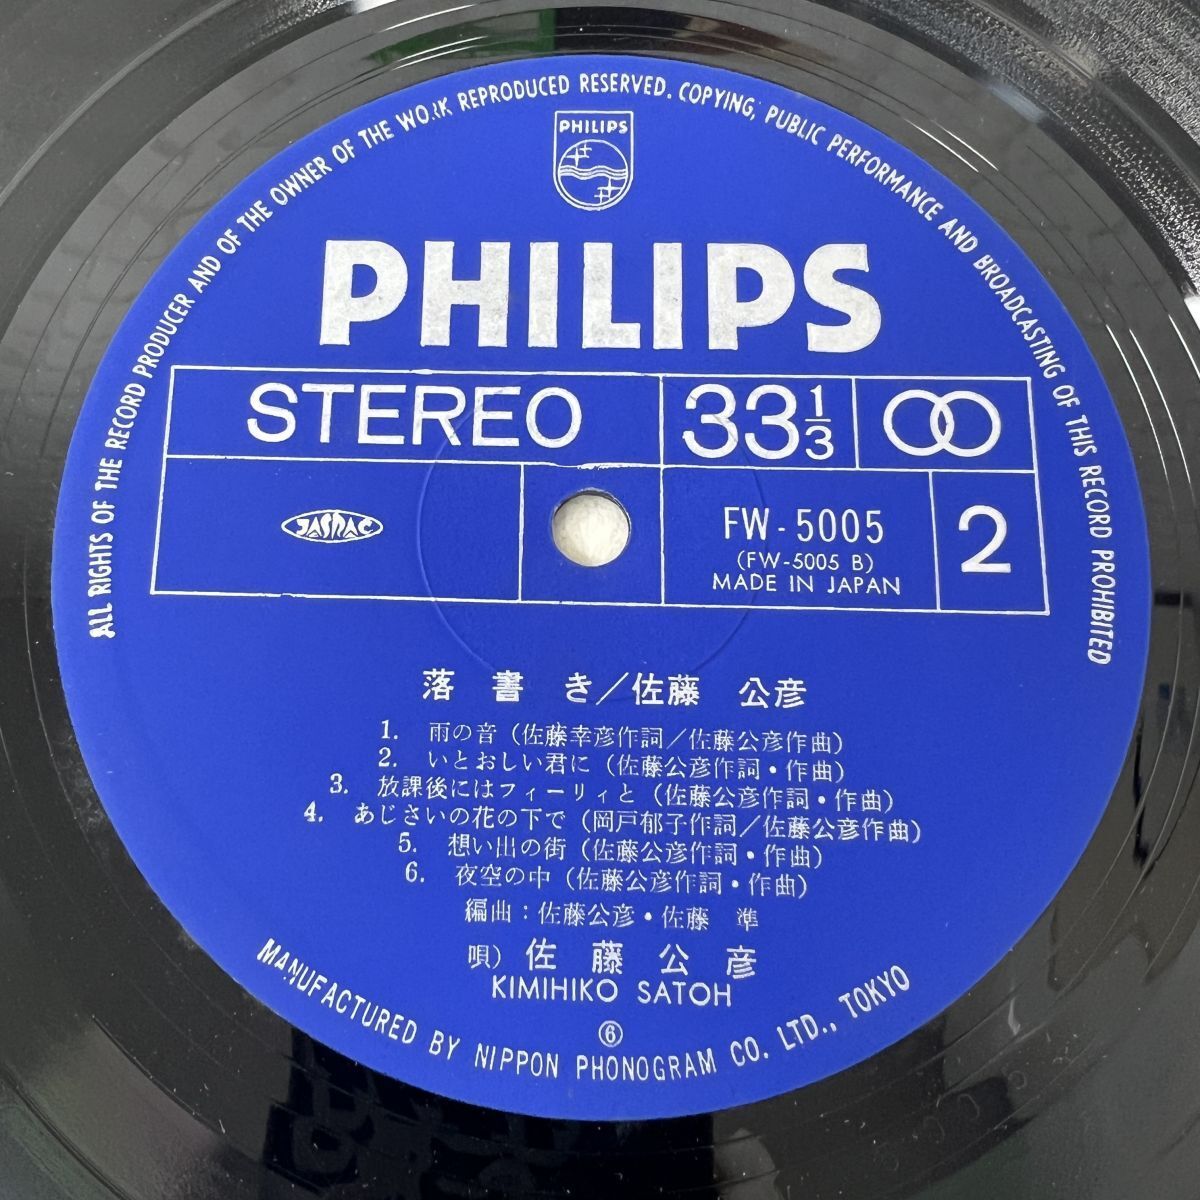 ALL RIGHTS OF THE RECORD PRODUCER AND OF THE OWNER OF THE WORK REPRODUCED RESERVED. COPYING, PUBLIC PERFORMANCE AND BROADCASTING OF THIS RECORD PROHIBITED
PHILIPS
PHILIPS
STEREO 33 1/3
JASRAC
FW - 5005 2
(FW-5005 B)
MADE IN JAPAN
落書き／佐藤 公彦
1. 雨の音（佐藤幸彦作詞／佐藤公彦作曲）
2. いとおしい君に（佐藤公彦作詞・作曲）
3. 放課後にはフィーリィと（佐藤公彦作詞・作曲）
4. あじさいの花の下で（岡戸郁子作詞／佐藤公彦作曲）
5. 想い出の街（佐藤公彦作詞・作曲）
6. 夜空の中（佐藤公彦作詞・作曲）
編曲：佐藤公彦・佐藤 準
唄）佐藤公彦
KIMIHIKO SATOH
⑥
MANUFACTURED BY NIPPON PHONOGRAM CO. LTD., TOKYO